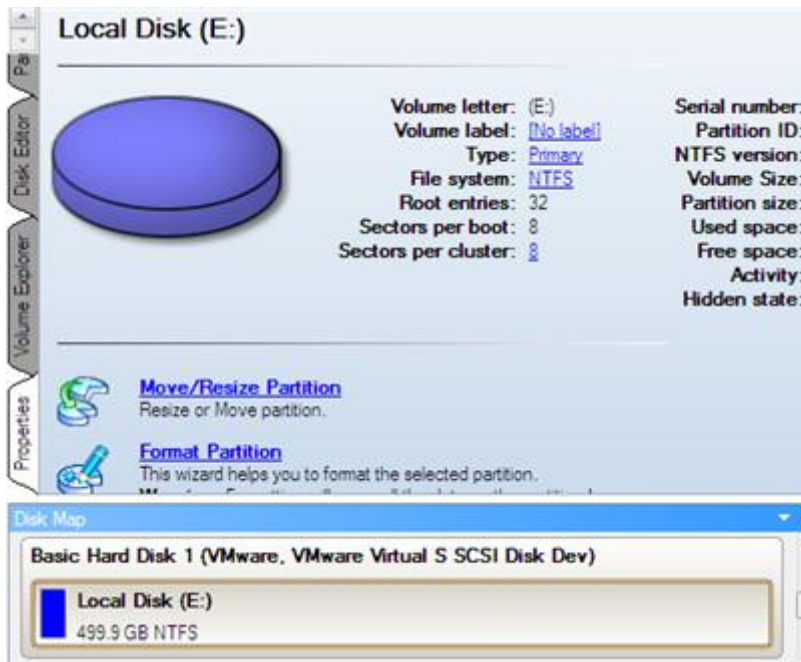 Local Disk (E:)
Volume letter: (E:)
Volume label: [No label]
Type: Primary
File system: NTFS
Root entries: 32
Sectors per boot: 8
Sectors per cluster: 8
Serial number:
Partition ID:
NTFS version:
Volume Size:
Partition size:
Used space:
Free space:
Activity:
Hidden state:
Disk Editor
Volume Explorer
Properties
Move/Resize Partition
Resize or Move partition.
Format Partition
This wizard helps you to format the selected partition.
Disk Map
Basic Hard Disk 1 (VMware, VMware Virtual S SCSI Disk Dev)
Local Disk (E:)
499.9 GB NTFS